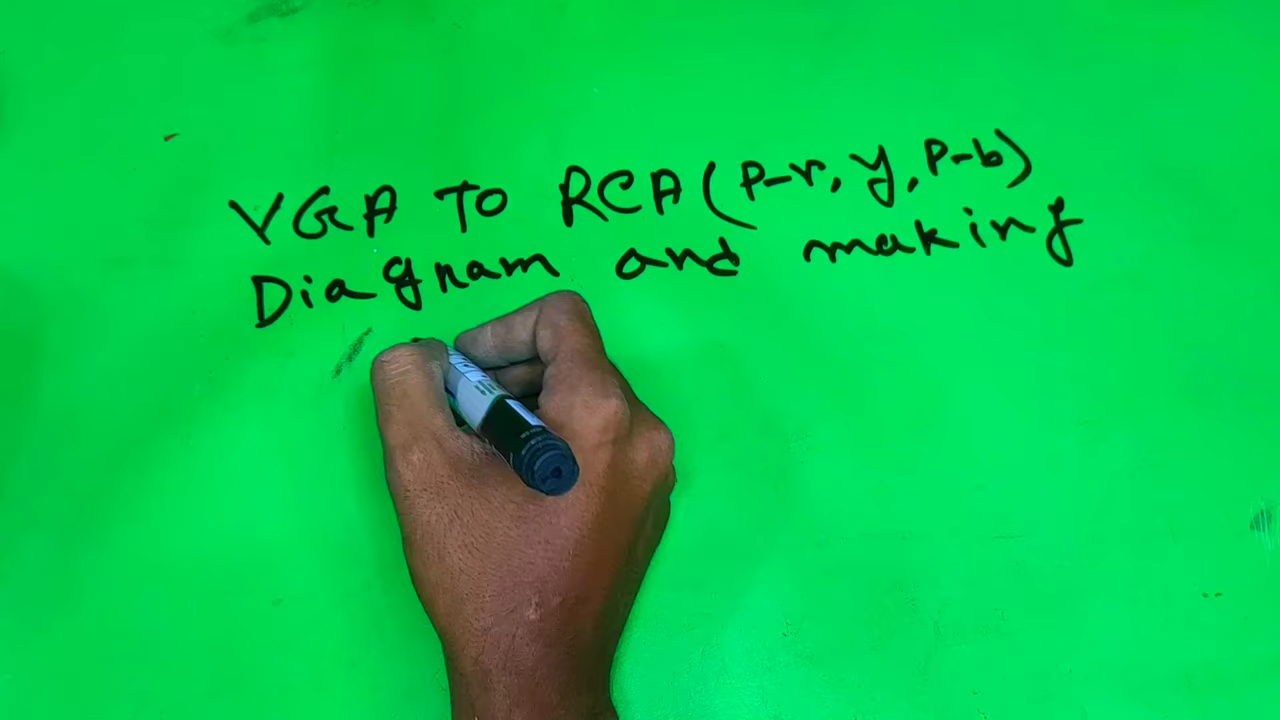 VGA To RCA (P-r, y, P-b)
Diagram and making